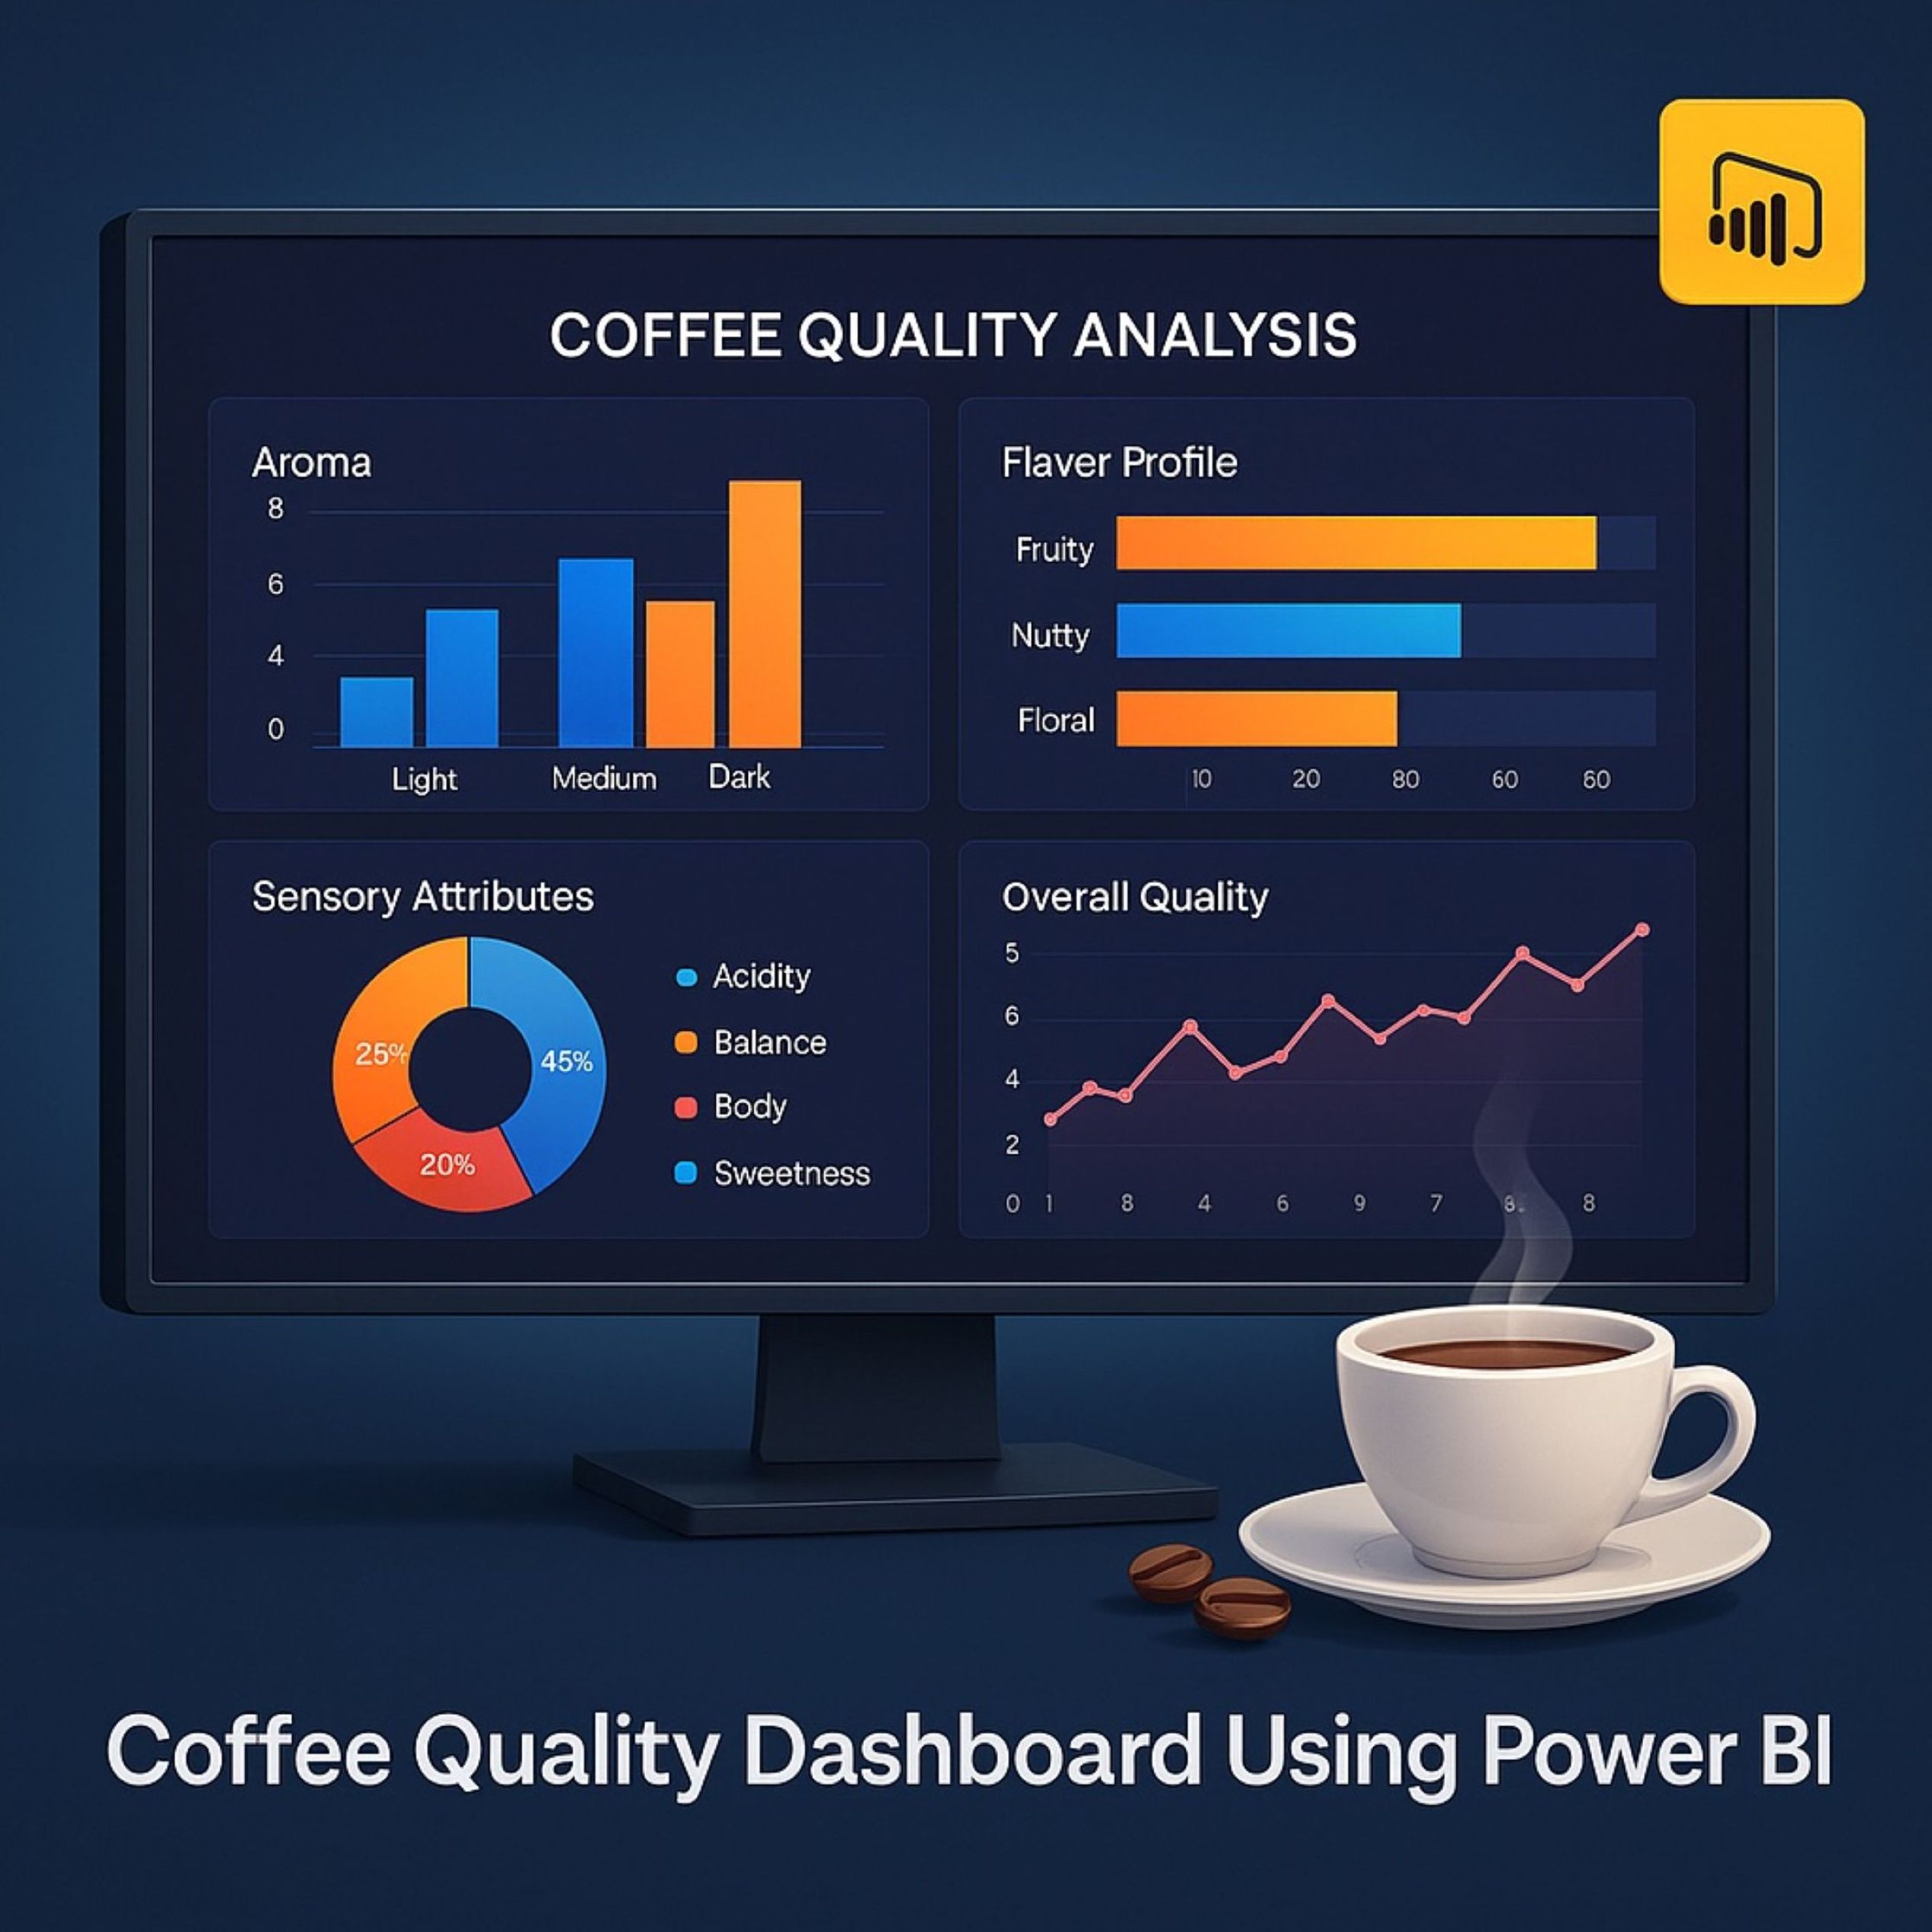 COFFEE QUALITY ANALYSIS
Aroma
8
6
4
0
Light Medium Dark
Flaver Profile
Fruity
Nutty
Floral
10 20 80 60 60
Sensory Attributes
25%
45%
20%
Acidity
Balance
Body
Sweetness
Overall Quality
5
6
4
2
0 1 8 4 6 9 7 8
Coffee Quality Dashboard Using Power BI